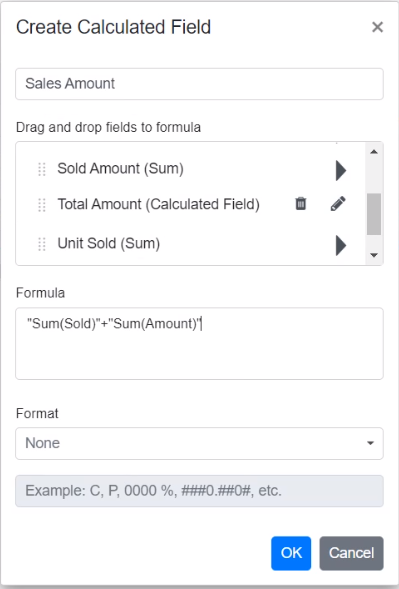 Create Calculated Field
Sales Amount
Drag and drop fields to formula
Sold Amount (Sum)
Total Amount (Calculated Field)
Unit Sold (Sum)
Formula
"Sum(Sold)"+"Sum(Amount)"
Format
None
Example: C, P, 0000 %, ###0.##0#, etc.
OK Cancel